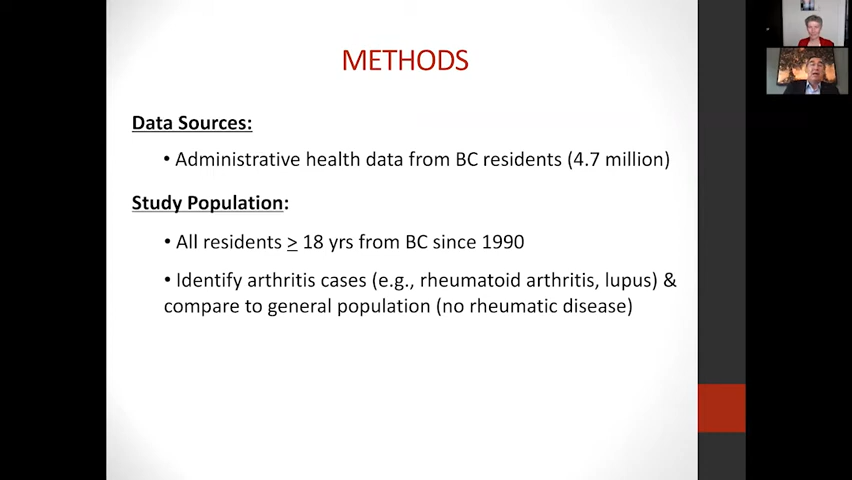 METHODS
Data Sources:
• Administrative health data from BC residents (4.7 million)
Study Population:
• All residents ≥ 18 yrs from BC since 1990
• Identify arthritis cases (e.g., rheumatoid arthritis, lupus) &
compare to general population (no rheumatic disease)